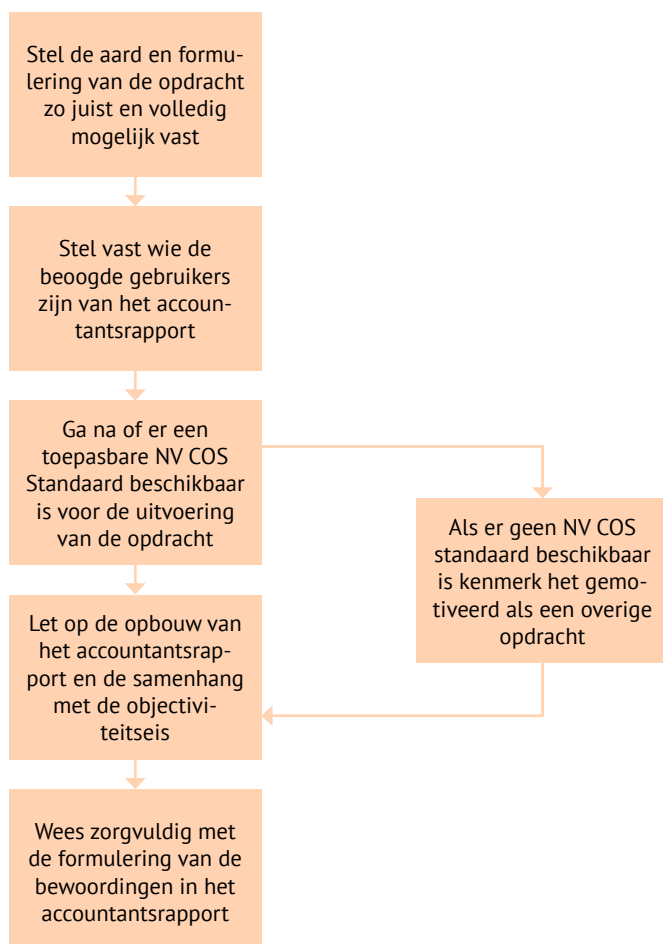 Stel de aard en formu-
lering van de opdracht
zo juist en volledig
mogelijk vast
Stel vast wie de
beoogde gebruikers
zijn van het accoun-
tantsrapport
Ga na of er een
toepasbare NV COS
Standaard beschikbaar
is voor de uitvoering
van de opdracht
Als er geen NV COS
standaard beschikbaar
is kenmerk het gemo-
tiveerd als een overige
opdracht
Let op de opbouw van
het accountantsrap-
port en de samenhang
met de objectivi-
teitseis
Wees zorgvuldig met
de formulering van de
bewoordingen in het
accountantsrapport